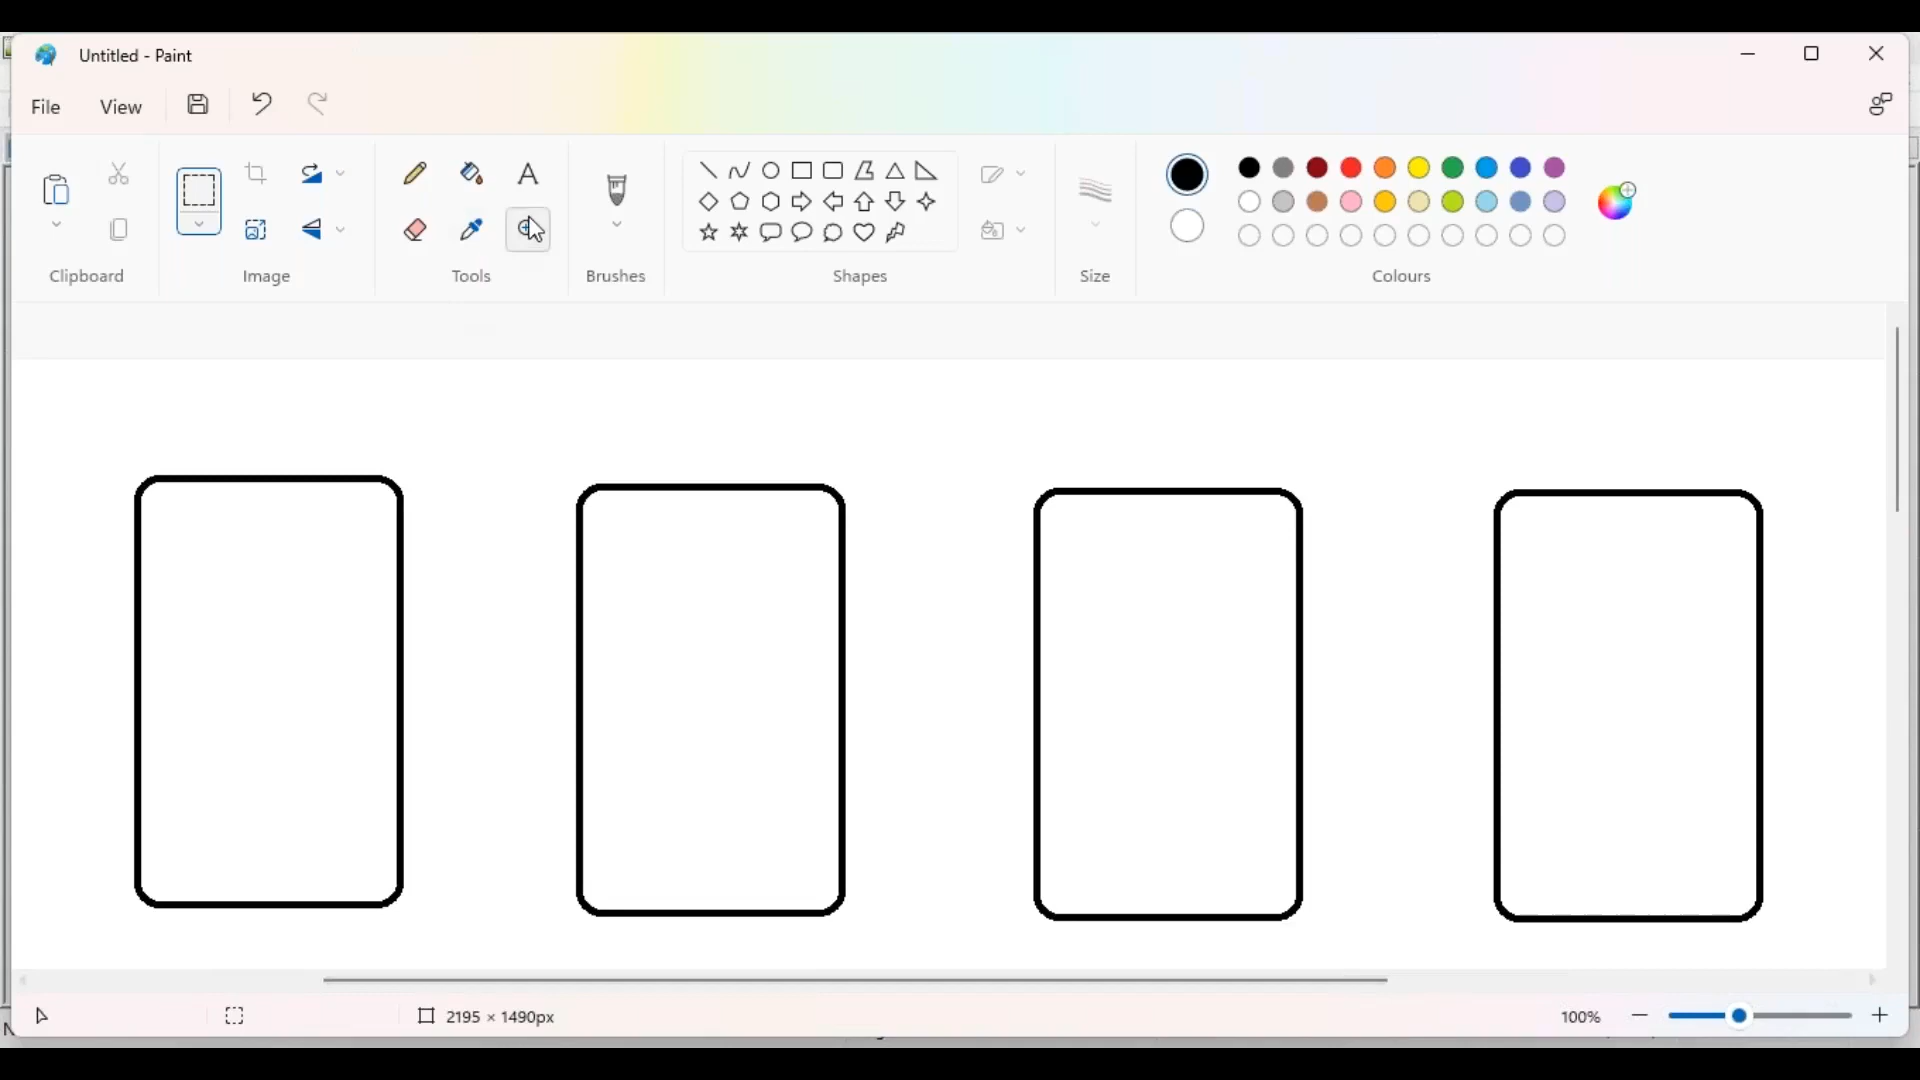 Untitled - Paint
File View
Clipboard Image Tools Brushes Shapes Size Colours
2195 × 1490px 100%